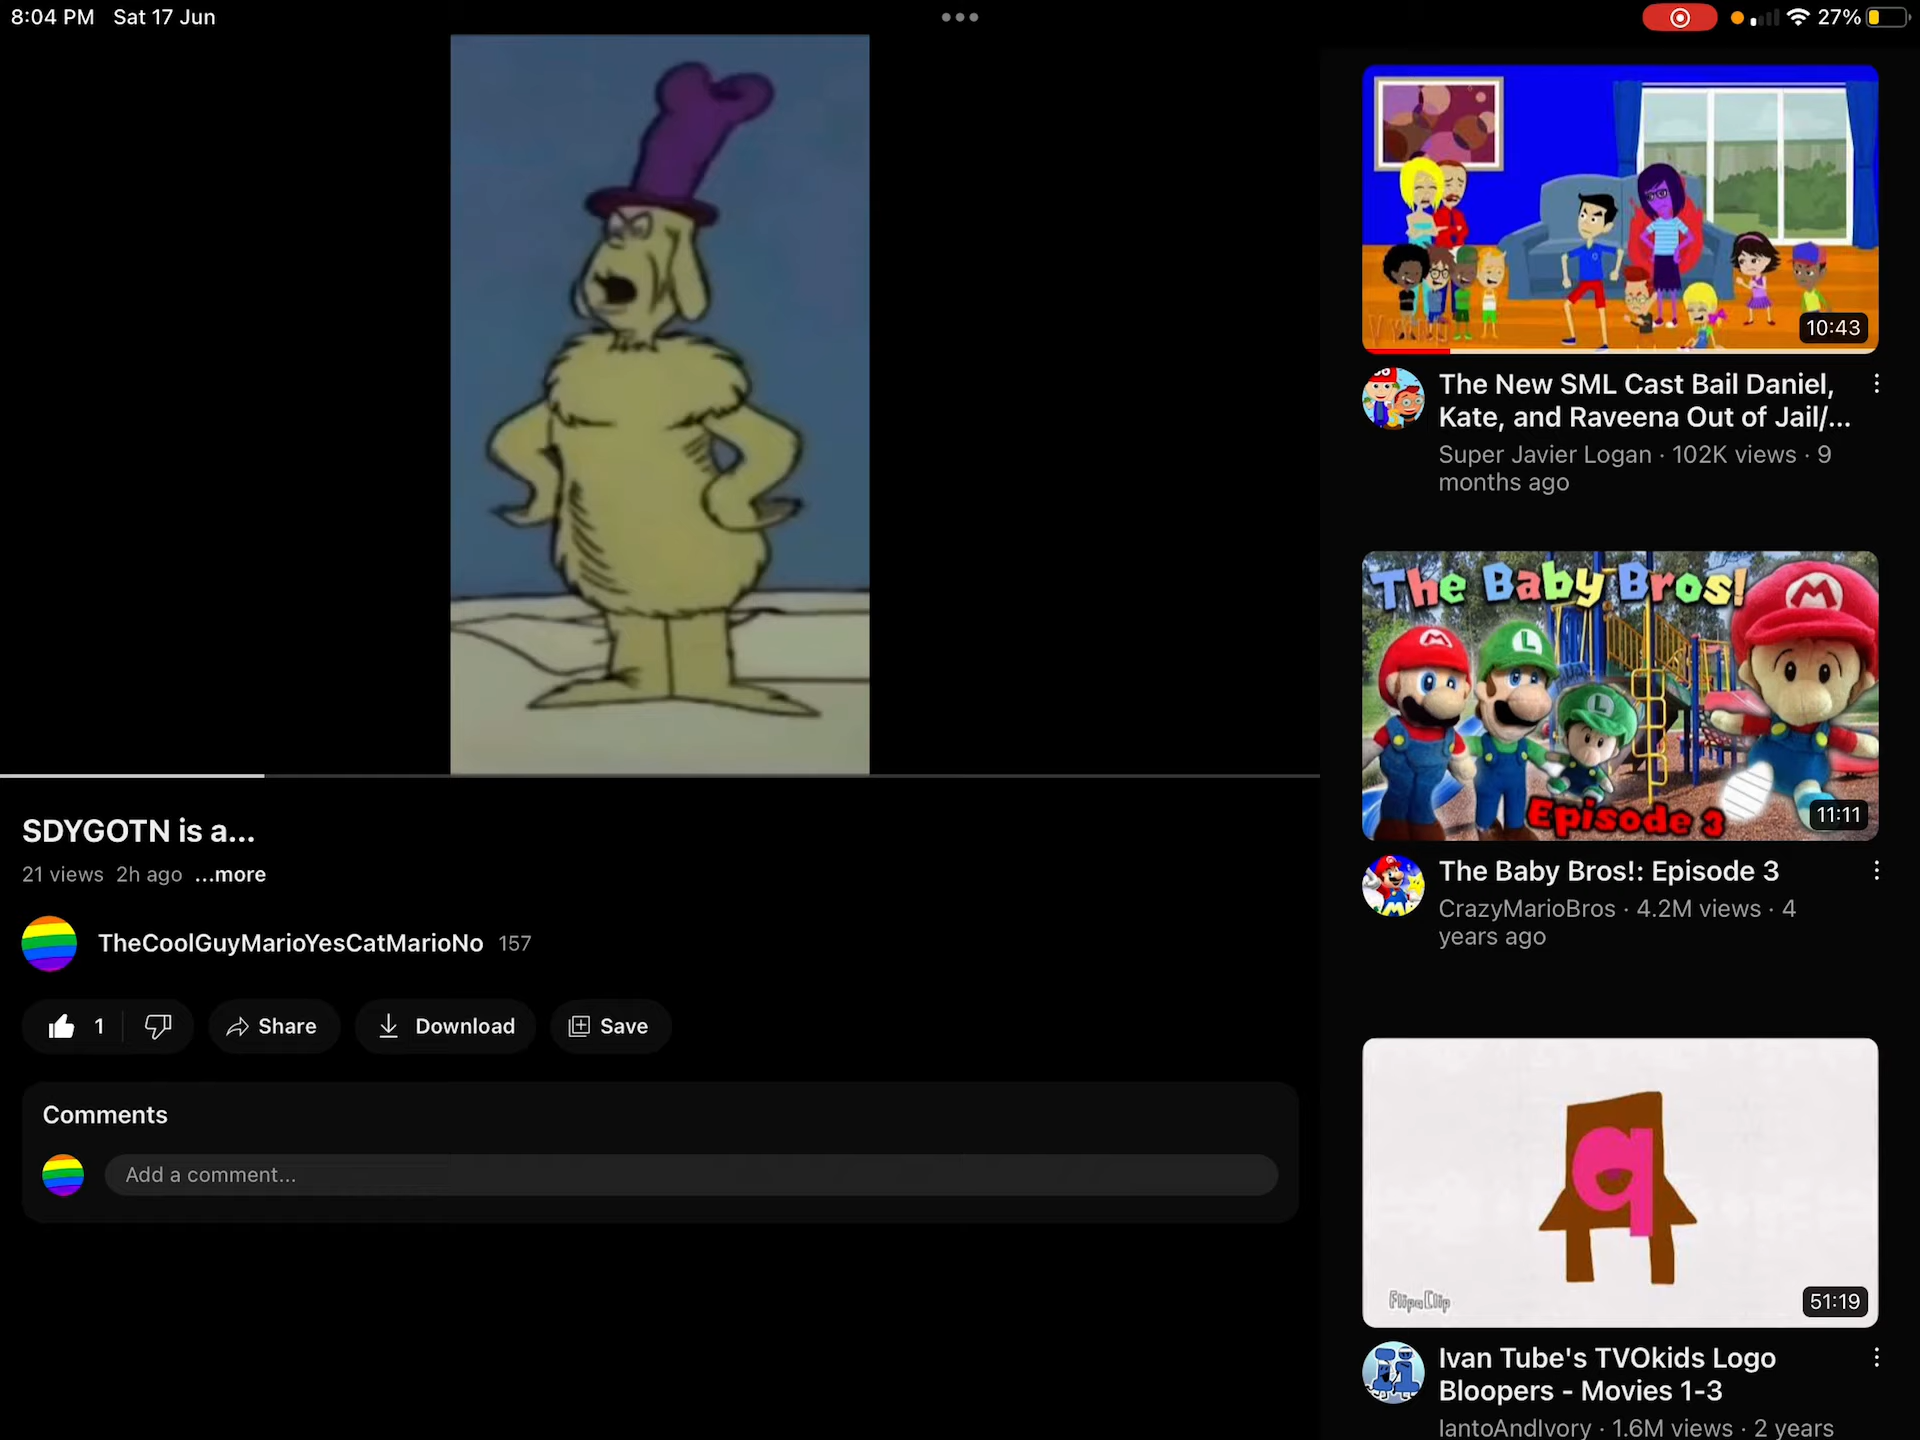 8:04 PM Sat 17 Jun
27%
10:43
The New SML Cast Bail Daniel,
Kate, and Raveena Out of Jail/...
Super Javier Logan · 102K views · 9
months ago
The Baby Bros!
Episode 3
11:11
The Baby Bros!: Episode 3
CrazyMarioBros · 4.2M views · 4
years ago
a
FlipaClip
51:19
Ivan Tube's TVOkids Logo
Bloopers - Movies 1-3
IantoAndIvory · 1.6M views · 2 years
SDYGOTN is a...
21 views 2h ago ...more
TheCoolGuyMarioYesCatMarioNo 157
1 Share Download Save
Comments
Add a comment...